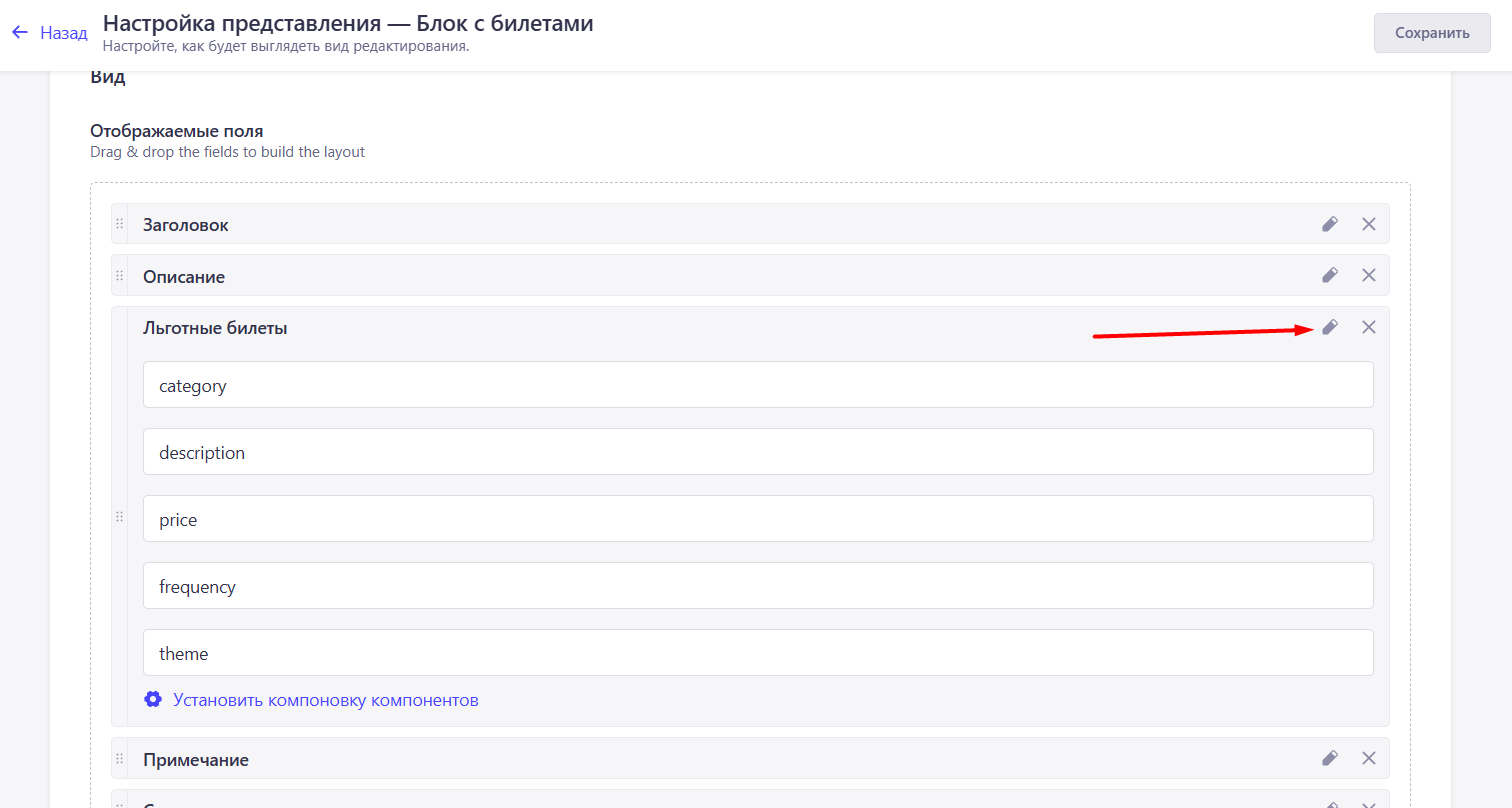 Назад
Настройка представления — Блок с билетами
Настройте, как будет выглядеть вид редактирования.
Сохранить
Вид
Отображаемые поля
Drag & drop the fields to build the layout
Заголовок
Описание
Льготные билеты
category
description
price
frequency
theme
Установить компоновку компонентов
Примечание